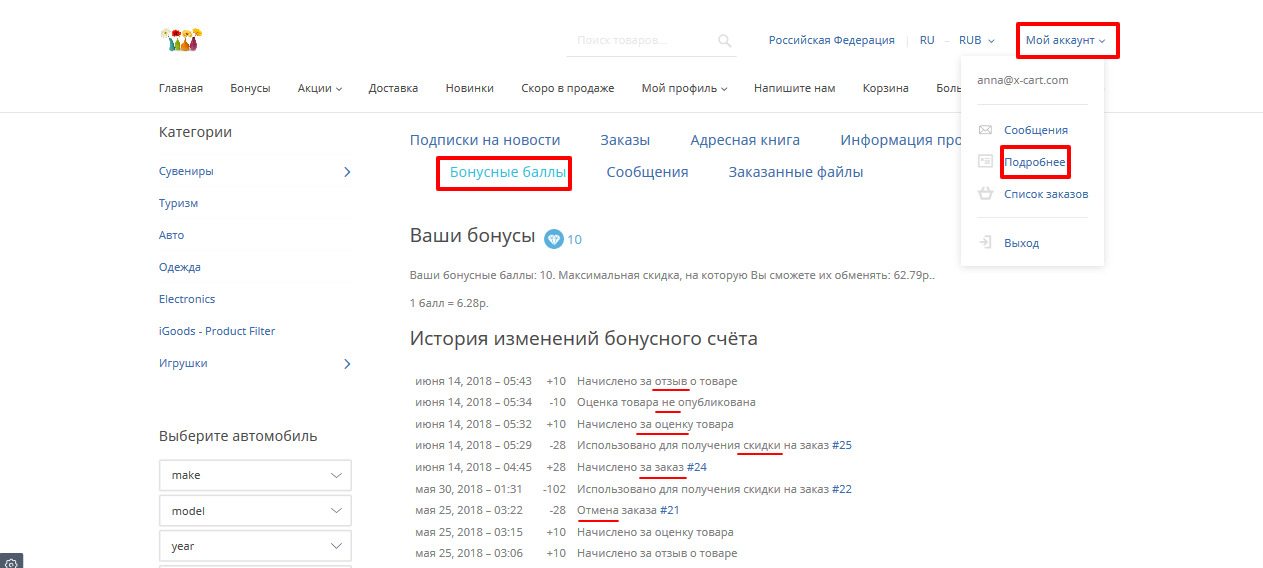 Поиск товаров...
Российская Федерация
RU
RUB
Мой аккаунт
Главная
Бонусы
Акции
Доставка
Новинки
Скоро в продаже
Мой профиль
Напишите нам
Корзина
Боль
anna@x-cart.com
Сообщения
Подробнее
Список заказов
Выход
Категории
Сувениры
Туризм
Авто
Одежда
Electronics
iGoods - Product Filter
Игрушки
Выберите автомобиль
make
model
year
Подписки на новости
Заказы
Адресная книга
Информация про
Бонусные баллы
Сообщения
Заказанные файлы
Ваши бонусы 10
Ваши бонусные баллы: 10. Максимальная скидка, на которую Вы сможете их обменять: 62.79р..
1 балл = 6.28р.
История изменений бонусного счёта
июня 14, 2018 – 05:43 +10 Начислено за отзыв о товаре
июня 14, 2018 – 05:34 -10 Оценка товара не опубликована
июня 14, 2018 – 05:32 +10 Начислено за оценку товара
июня 14, 2018 – 05:29 -28 Использовано для получения скидки на заказ #25
июня 14, 2018 – 04:45 +28 Начислено за заказ #24
мая 30, 2018 – 01:31 -102 Использовано для получения скидки на заказ #22
мая 25, 2018 – 03:22 -28 Отмена заказа #21
мая 25, 2018 – 03:15 +10 Начислено за оценку товара
мая 25, 2018 – 03:06 +10 Начислено за отзыв о товаре